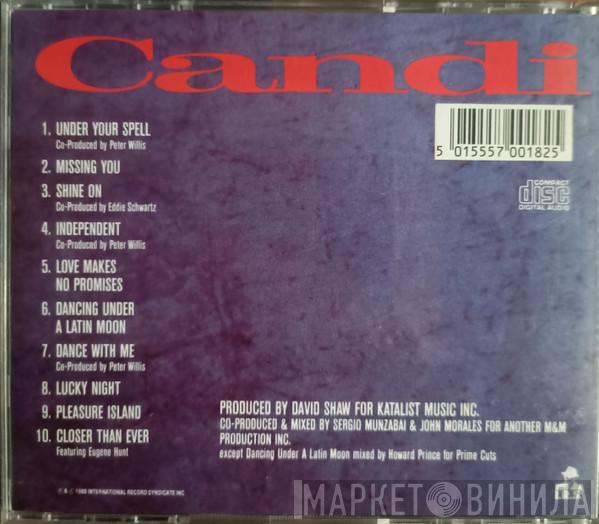 Candi
1. UNDER YOUR SPELL
Co-Produced by Peter Willis
2. MISSING YOU
3. SHINE ON
Co-Produced by Eddie Schwartz
4. INDEPENDENT
Co-Produced by Peter Willis
5. LOVE MAKES
NO PROMISES
6. DANCING UNDER
A LATIN MOON
7. DANCE WITH ME
Co-Produced by Peter Willis
8. LUCKY NIGHT
9. PLEASURE ISLAND
10. CLOSER THAN EVER
Featuring Eugene Hunt
5 015557 001825
COMPACT
disc
DIGITAL AUDIO
PRODUCED BY DAVID SHAW FOR KATALIST MUSIC INC.
CO-PRODUCED & MIXED BY SERGIO MUNZABAI & JOHN MORALES FOR ANOTHER M&M
PRODUCTION INC.
except Dancing Under A Latin Moon mixed by Howard Prince for Prime Cuts
℗ & © 1988 INTERNATIONAL RECORD SYNDICATE INC
МАРКЕТ ВИНИЛА